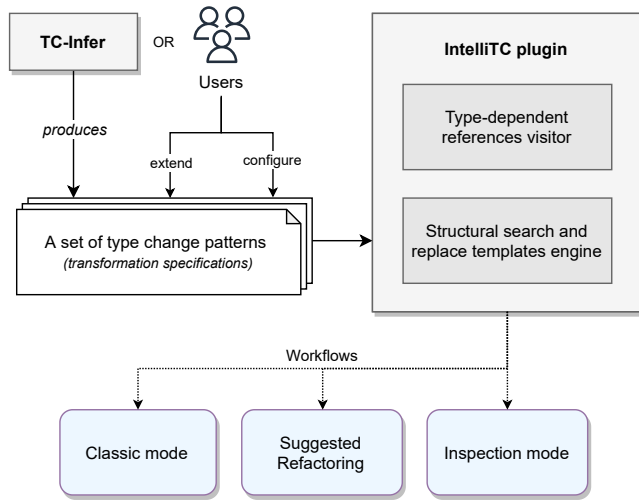 TC-Infer
OR
Users
IntelliTC plugin
produces
extend
configure
Type-dependent
references visitor
A set of type change patterns
(transformation specifications)
Structural search and
replace templates engine
Workflows
Classic mode
Suggested
Refactoring
Inspection mode